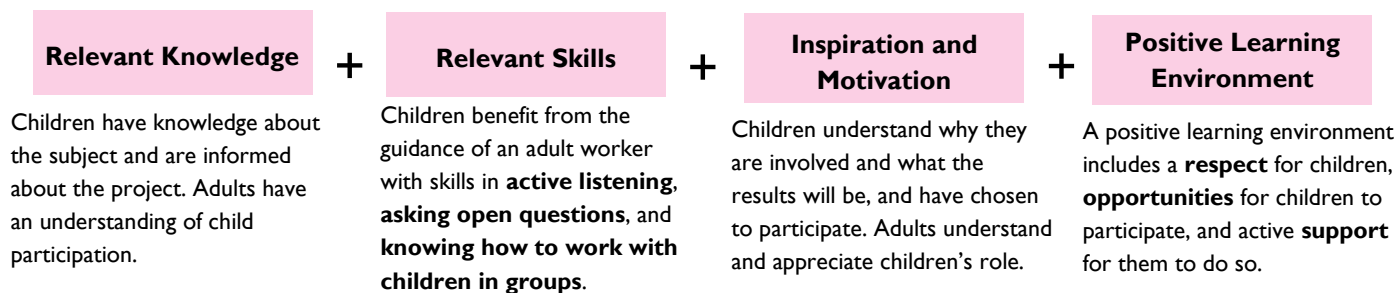 Relevant Knowledge
+
Relevant Skills
+
Inspiration and
Motivation
+
Positive Learning
Environment
Children have knowledge about
the subject and are informed
about the project. Adults have
an understanding of child
participation.
Children benefit from the
guidance of an adult worker
with skills in active listening,
asking open questions, and
knowing how to work with
children in groups.
Children understand why they
are involved and what the
results will be, and have chosen
to participate. Adults understand
and appreciate children’s role.
A positive learning environment
includes a respect for children,
opportunities for children to
participate, and active support
for them to do so.